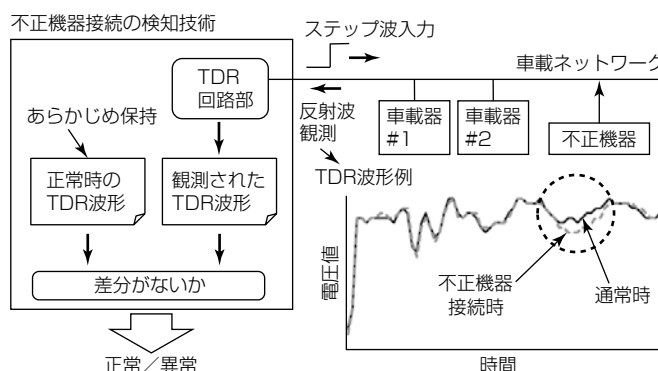 不正機器接続の検知技術
ステップ波入力
TDR
回路部
車載ネットワーク
あらかじめ保持
反射波
観測
車載器
#1
車載器
#2
不正機器
正常時の
TDR波形
観測された
TDR波形
TDR波形例
差分がないか
電圧値
不正機器
接続時
通常時
正常/異常
時間